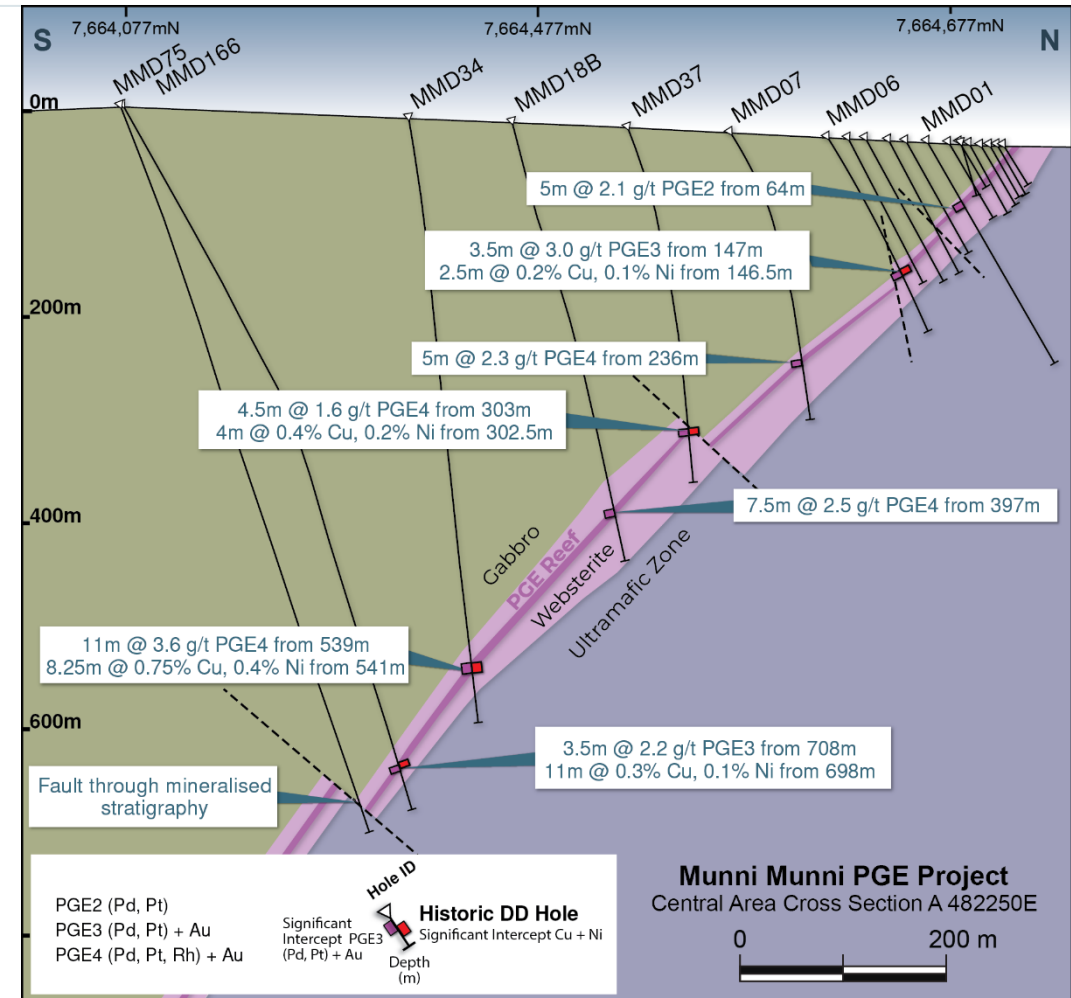 7,664,077mN
7,664,477mN
7,664,677mN
S
N
MMD75
MMD166
MMD34
MMD18B
MMD37
MMD07
MMD06
MMD01
0m
5m @ 2.1 g/t PGE2 from 64m
3.5m @ 3.0 g/t PGE3 from 147m
2.5m @ 0.2% Cu, 0.1% Ni from 146.5m
200m
5m @ 2.3 g/t PGE4 from 236m
4.5m @ 1.6 g/t PGE4 from 303m
4m @ 0.4% Cu, 0.2% Ni from 302.5m
7.5m @ 2.5 g/t PGE4 from 397m
400m
Gabbro
PGE Reef
Websterite
Ultramafic Zone
11m @ 3.6 g/t PGE4 from 539m
8.25m @ 0.75% Cu, 0.4% Ni from 541m
600m
3.5m @ 2.2 g/t PGE3 from 708m
11m @ 0.3% Cu, 0.1% Ni from 698m
Fault through mineralised
stratigraphy
PGE2 (Pd, Pt)
PGE3 (Pd, Pt) + Au
PGE4 (Pd, Pt, Rh) + Au
Hole ID
Significant
Intercept PGE3
(Pd, Pt) + Au
Historic DD Hole
Significant Intercept Cu + Ni
Depth
(m)
Munni Munni PGE Project
Central Area Cross Section A 482250E
0
200 m